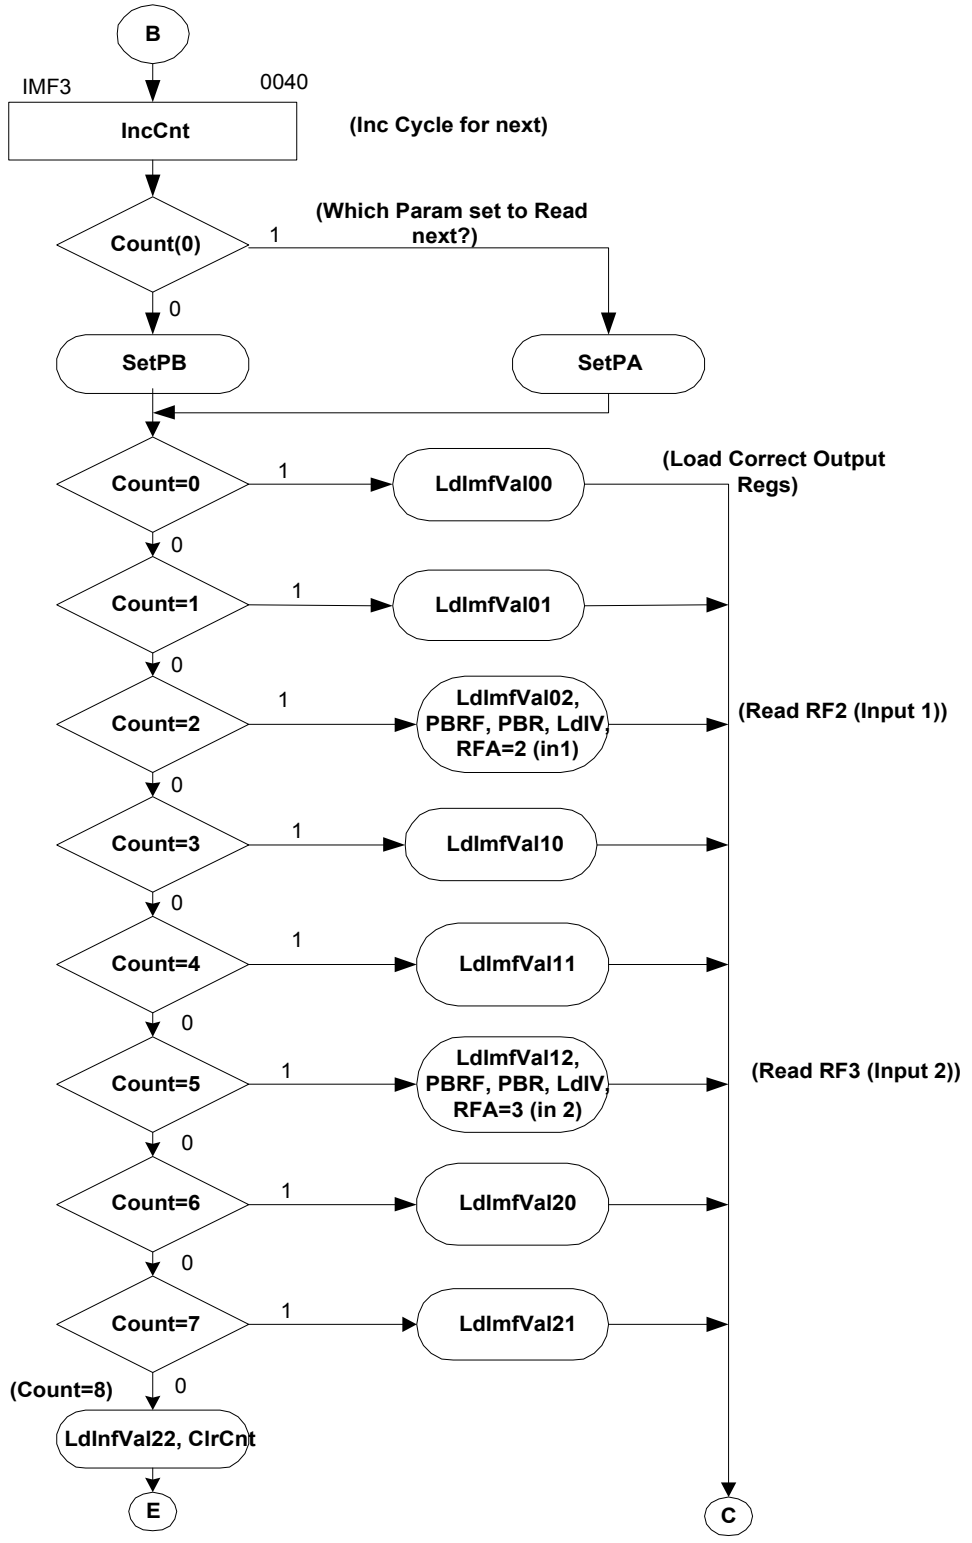 B
IMF3
0040
IncCnt
(Inc Cycle for next)
(Which Param set to Read
next?)
Count(0)
1
0
SetPB
SetPA
Count=0
1
LdImfVal00
(Load Correct Output
Regs)
0
Count=1
1
LdImfVal01
0
Count=2
1
LdImfVal02,
PBRF, PBR, LdIV,
RFA=2 (in1)
(Read RF2 (Input 1))
0
Count=3
1
LdImfVal10
0
Count=4
1
LdImfVal11
0
Count=5
1
LdImfVal12,
PBRF, PBR, LdIV,
RFA=3 (in 2)
(Read RF3 (Input 2))
0
Count=6
1
LdImfVal20
0
Count=7
1
LdImfVal21
(Count=8)
0
LdInfVal22, ClrCnt
E
C